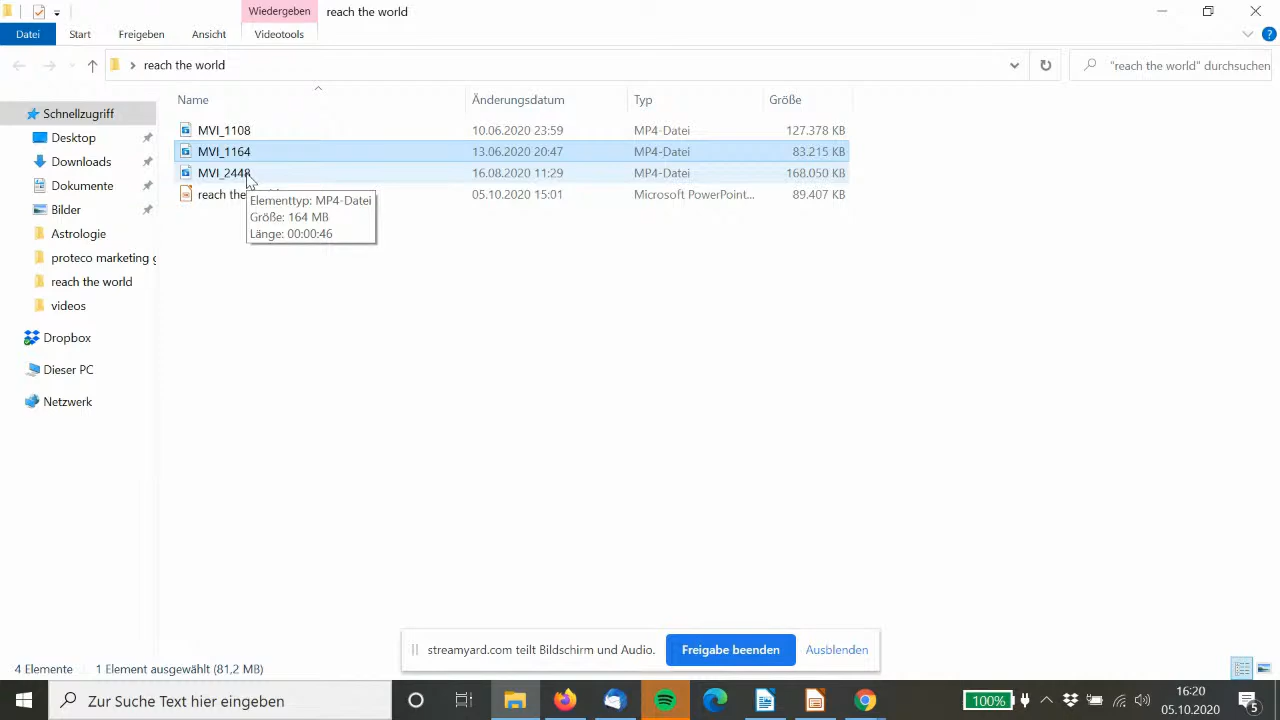 Wiedergeben
reach the world
Datei
Start
Freigeben
Ansicht
Videotools
reach the world
"reach the world" durchsuchen
Name
Änderungsdatum
Typ
Größe
Schnellzugriff
Desktop
Downloads
Dokumente
Bilder
Astrologie
proteco marketing g
reach the world
videos
Dropbox
Dieser PC
Netzwerk
MVI_1108 10.06.2020 23:59 MP4-Datei 127.378 KB
MVI_1164 13.06.2020 20:47 MP4-Datei 83.215 KB
MVI_2448 16.08.2020 11:29 MP4-Datei 168.050 KB
reach the 05.10.2020 15:01 Microsoft PowerPoint... 89.407 KB
Elementtyp: MP4-Datei
Größe: 164 MB
Länge: 00:00:46
streamyard.com teilt Bildschirm und Audio.
Freigabe beenden
Ausblenden
4 Elemente
1 Element ausgewählt (81,2 MB)
Zur Suche Text hier eingeben
100%
16:20
05.10.2020
5